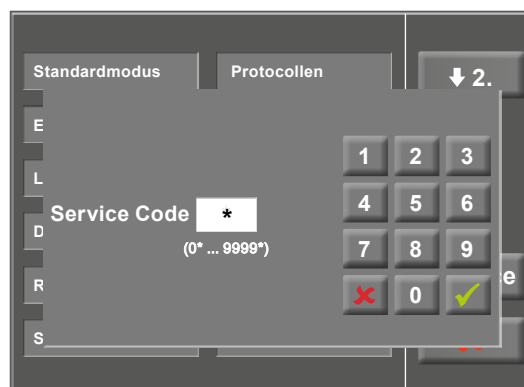 Standardmodus Protocollen
2.
E
L
D
R
S
Service Code *
(0* ... 9999*)
1 2 3
4 5 6
7 8 9
0
e